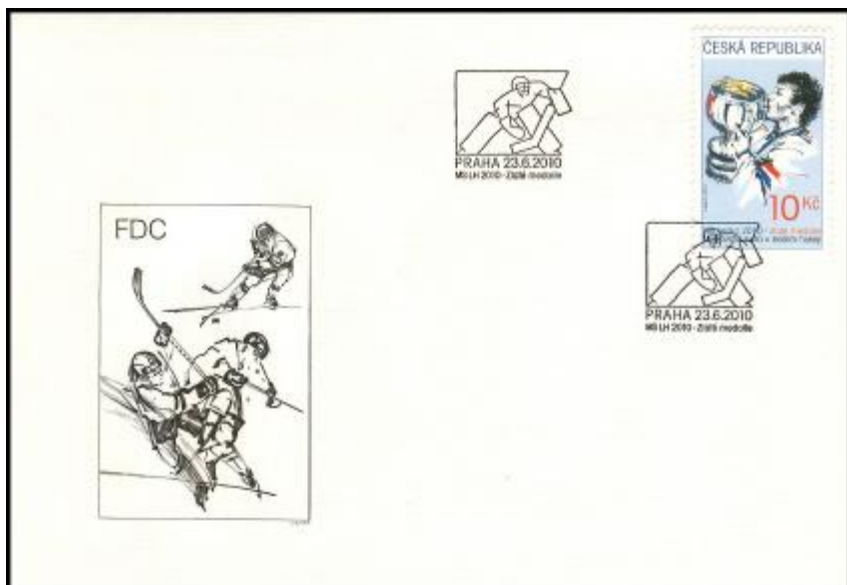 ČESKÁ REPUBLIKA
PRAHA 23.6.2010
MS LH 2010 - Zlaté medaile
10 Kč
FDC
PRAHA 23.6.2010
MS LH 2010 - Zlaté medaile